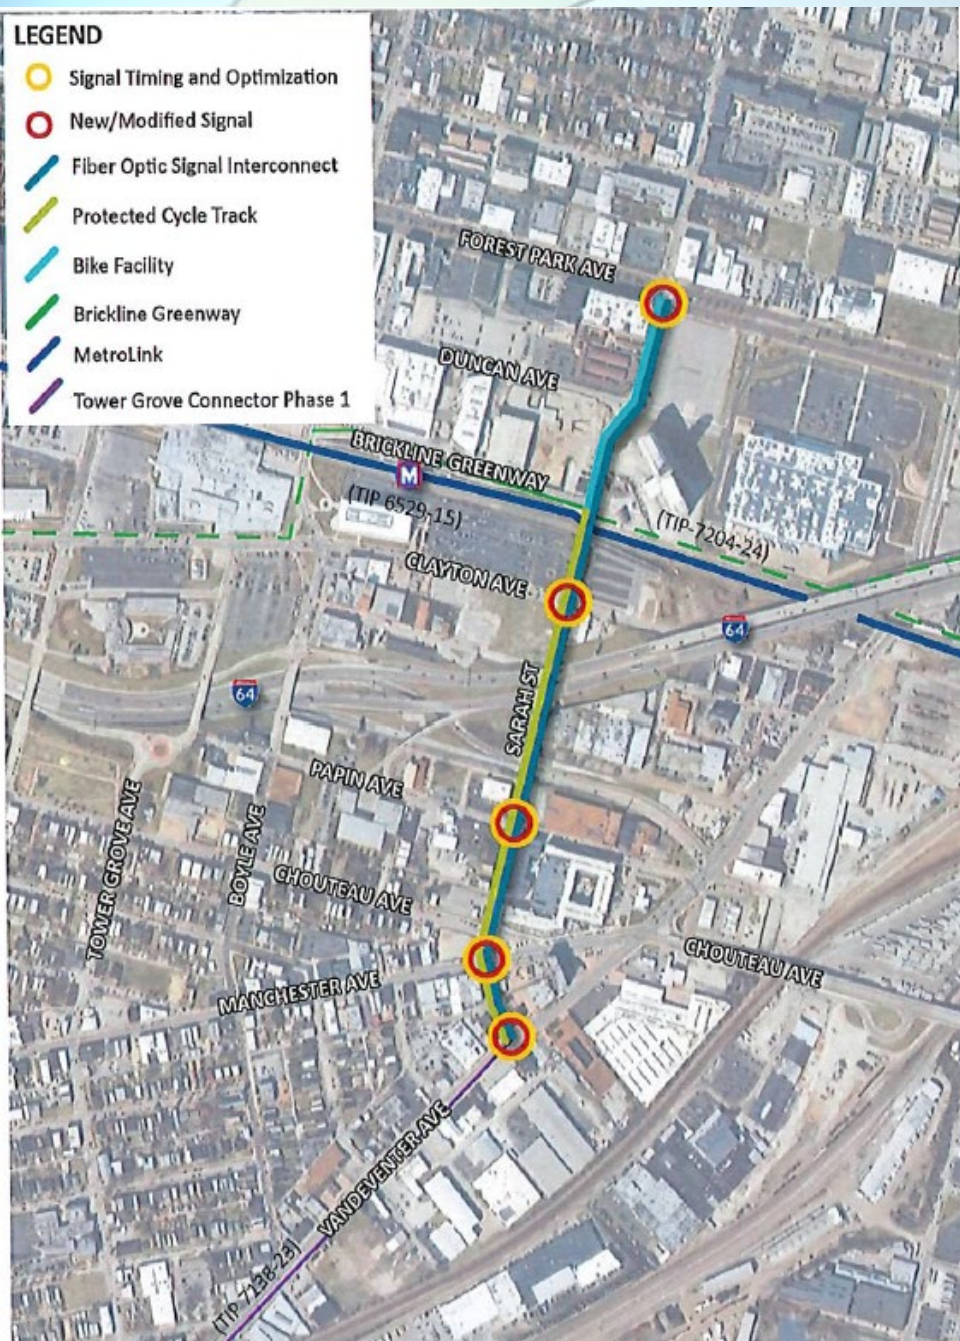 LEGEND
Signal Timing and Optimization
New/Modified Signal
Fiber Optic Signal Interconnect
Protected Cycle Track
Bike Facility
Brickline Greenway
MetroLink
Tower Grove Connector Phase 1
FOREST PARK AVE
DUNCAN AVE
BRICKLINE GREENWAY
M
(TIP 6529-15)
(TIP-7204-24)
CLAYTON AVE
64
64
SARAH ST
PAPIN AVE
TOWER GROVE AVE
BOYLE AVE
CHOUTEAU AVE
CHOUTEAU AVE
MANCHESTER AVE
VANDEVENTER AVE
(TIP 7138-23)